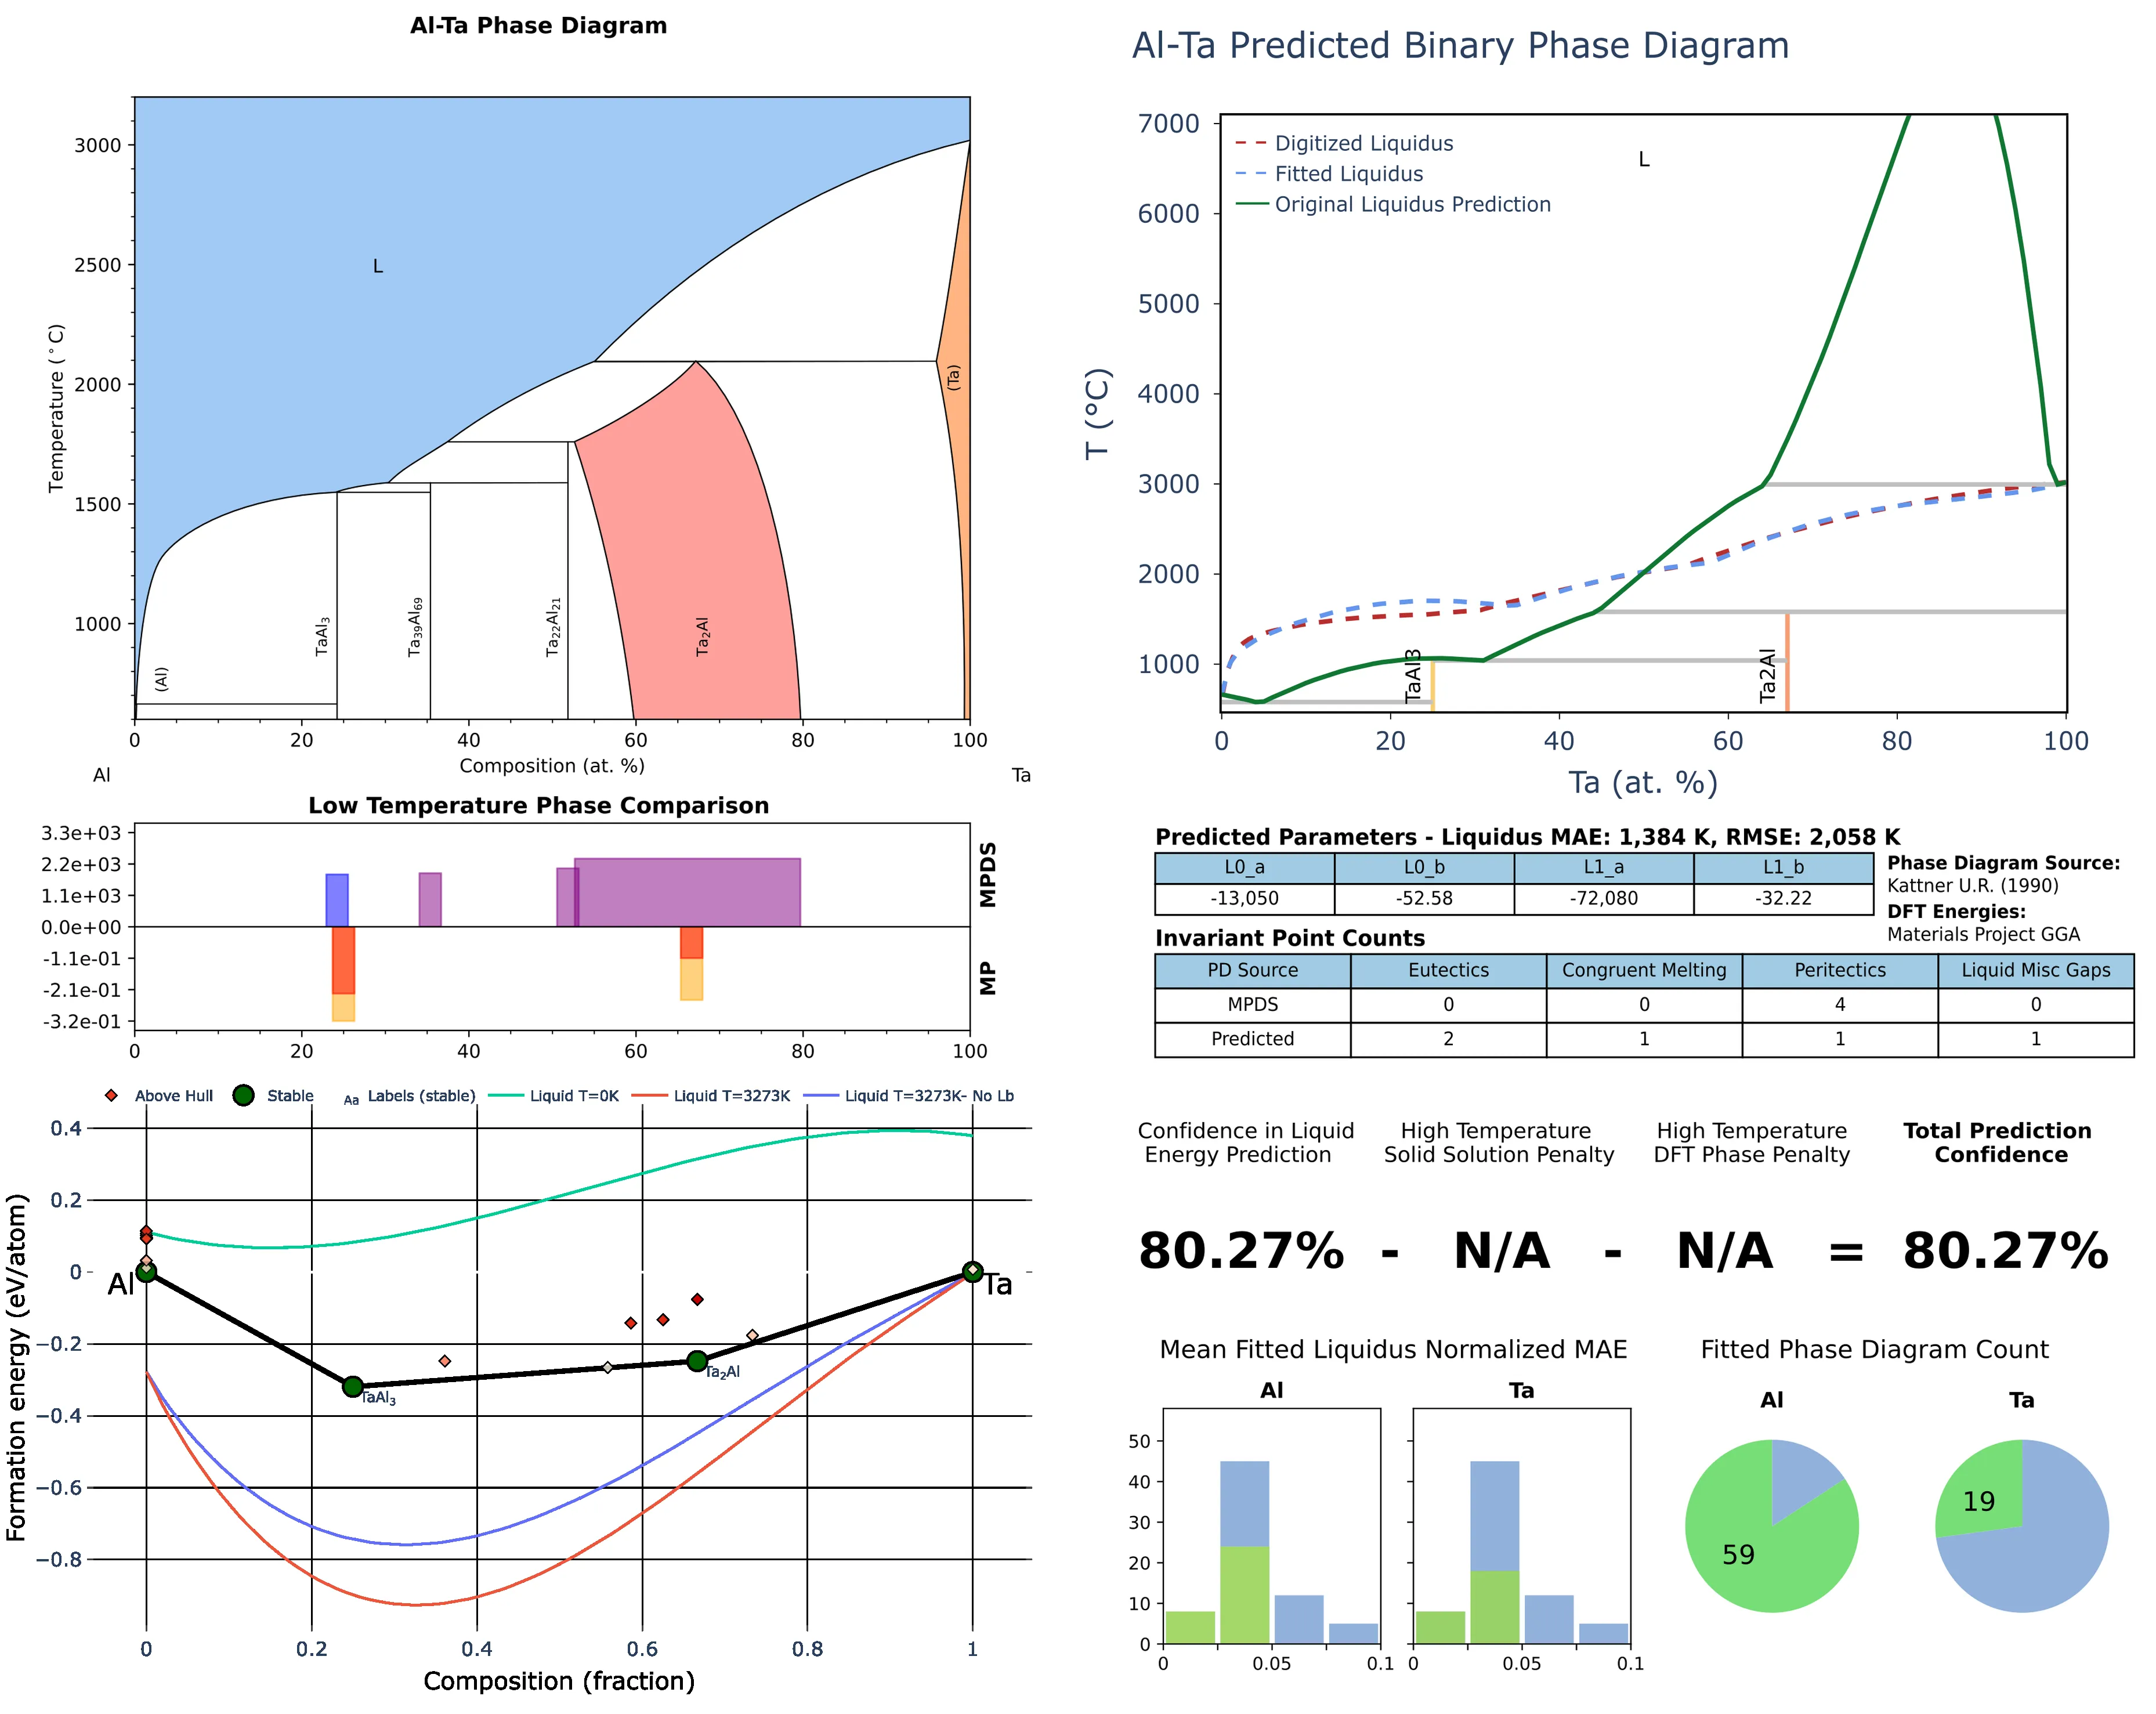 Al-Ta Phase Diagram
Temperature (°C)
3000
2500
2000
1500
1000
L
(Al)
TaAl3
Ta39Al69
Ta22Al21
Ta2Al
(Ta)
0 20 40 60 80 100
Composition (at. %)
Al Ta
Low Temperature Phase Comparison
3.3e+03
2.2e+03
1.1e+03
0.0e+00
-1.1e-01
-2.1e-01
-3.2e-01
MPDS
MP
0 20 40 60 80 100
Above Hull Stable Aa Labels (stable) Liquid T=0K Liquid T=3273K Liquid T=3273K- No Lb
Formation energy (eV/atom)
0.4
0.2
0
−0.2
−0.4
−0.6
−0.8
Al
Ta
TaAl3
Ta2Al
0 0.2 0.4 0.6 0.8 1
Composition (fraction)
Al-Ta Predicted Binary Phase Diagram
T (°C)
7000
6000
5000
4000
3000
2000
1000
Digitized Liquidus
Fitted Liquidus
Original Liquidus Prediction
L
TaAl3
Ta2Al
0 20 40 60 80 100
Ta (at. %)
Predicted Parameters - Liquidus MAE: 1,384 K, RMSE: 2,058 K
L0_a L0_b L1_a L1_b
-13,050 -52.58 -72,080 -32.22
Phase Diagram Source:
Kattner U.R. (1990)
DFT Energies:
Materials Project GGA
Invariant Point Counts
PD Source Eutectics Congruent Melting Peritectics Liquid Misc Gaps
MPDS 0 0 4 0
Predicted 2 1 1 1
Confidence in Liquid
Energy Prediction
High Temperature
Solid Solution Penalty
High Temperature
DFT Phase Penalty
Total Prediction
Confidence
80.27% - N/A - N/A = 80.27%
Mean Fitted Liquidus Normalized MAE
Al Ta
50
40
30
20
10
0
0 0.05 0.1
0 0.05 0.1
Fitted Phase Diagram Count
Al Ta
59
19